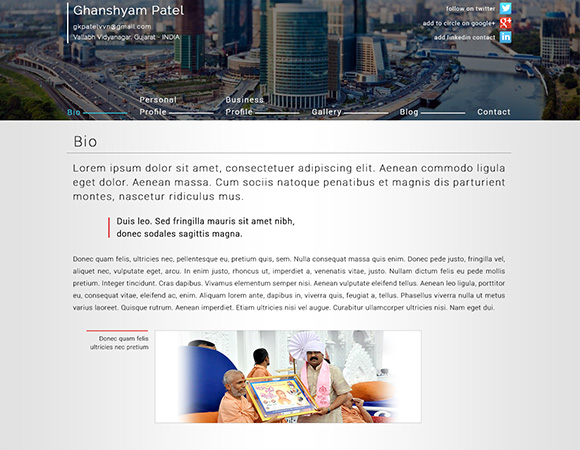 Ghanshyam Patel
gkpatelvvn@gmail.com
Vallabh Vidyanagar, Gujarat - INDIA
follow on twitter
add to circle on google+
add linkedin contact
Bio
Personal
Profile
Business
Profile
Gallery
Blog
Contact
Bio
Lorem ipsum dolor sit amet, consectetuer adipiscing elit. Aenean commodo ligula
eget dolor. Aenean massa. Cum sociis natoque penatibus et magnis dis parturient
montes, nascetur ridiculus mus.
Duis leo. Sed fringilla mauris sit amet nibh,
donec sodales sagittis magna.
Donec quam felis, ultricies nec, pellentesque eu, pretium quis, sem. Nulla consequat massa quis enim. Donec pede justo, fringilla vel,
aliquet nec, vulputate eget, arcu. In enim justo, rhoncus ut, imperdiet a, venenatis vitae, justo. Nullam dictum felis eu pede mollis
pretium. Integer tincidunt. Cras dapibus. Vivamus elementum semper nisi. Aenean vulputate eleifend tellus. Aenean leo ligula, porttitor
eu, consequat vitae, eleifend ac, enim. Aliquam lorem ante, dapibus in, viverra quis, feugiat a, tellus. Phasellus viverra nulla ut metus
varius laoreet. Quisque rutrum. Aenean imperdiet. Etiam ultricies nisi vel augue. Curabitur ullamcorper ultricies nisi. Nam eget dui.
Donec quam felis
ultricies nec pretium